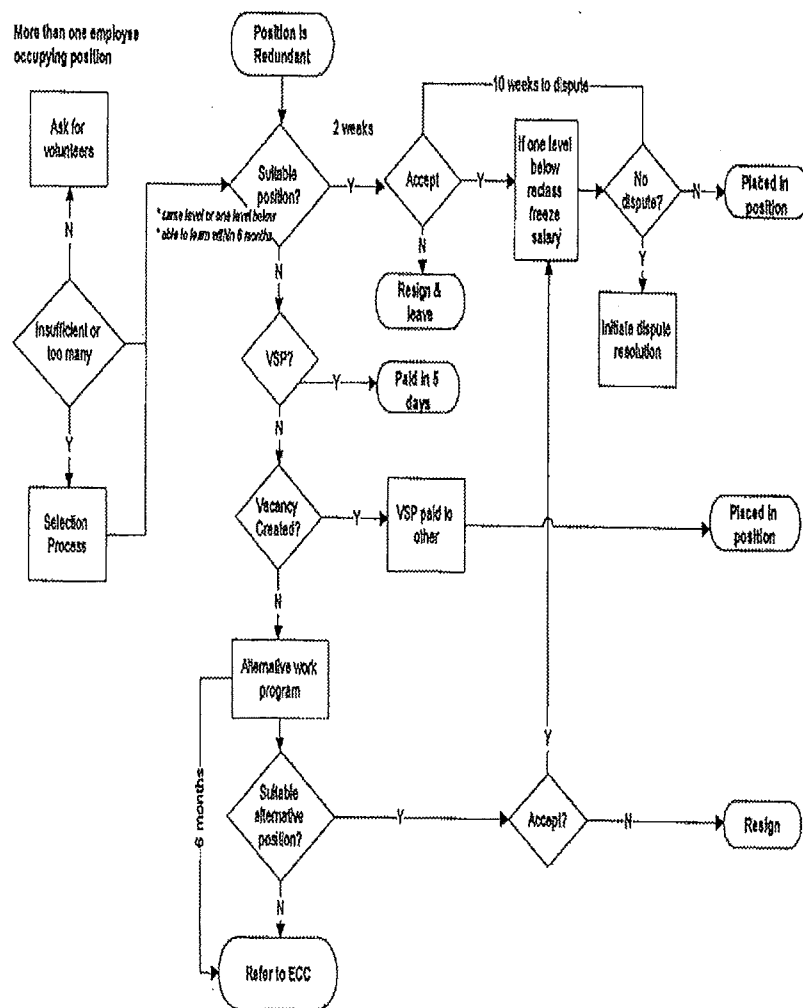 More than one employee
occupying position
Position is
Redundant
Ask for
volunteers
2 weeks
10 weeks to dispute
Suitable
position?
* same level or one level below
* able to learn within 6 months
Y
Accept
Y
If one level
below
reclass
freeze
salary
No
dispute?
N
Placed in
position
N
N
N
Y
Resign &
leave
Initiate dispute
resolution
Insufficient or
too many
VSP?
Y
Paid in 5
days
Y
N
Selection
Process
Vacancy
Created?
Y
VSP paid to
other
Placed in
position
N
Alternative work
program
6 months
Y
Suitable
alternative
position?
Y
Accept?
N
Resign
N
Refer to ECC